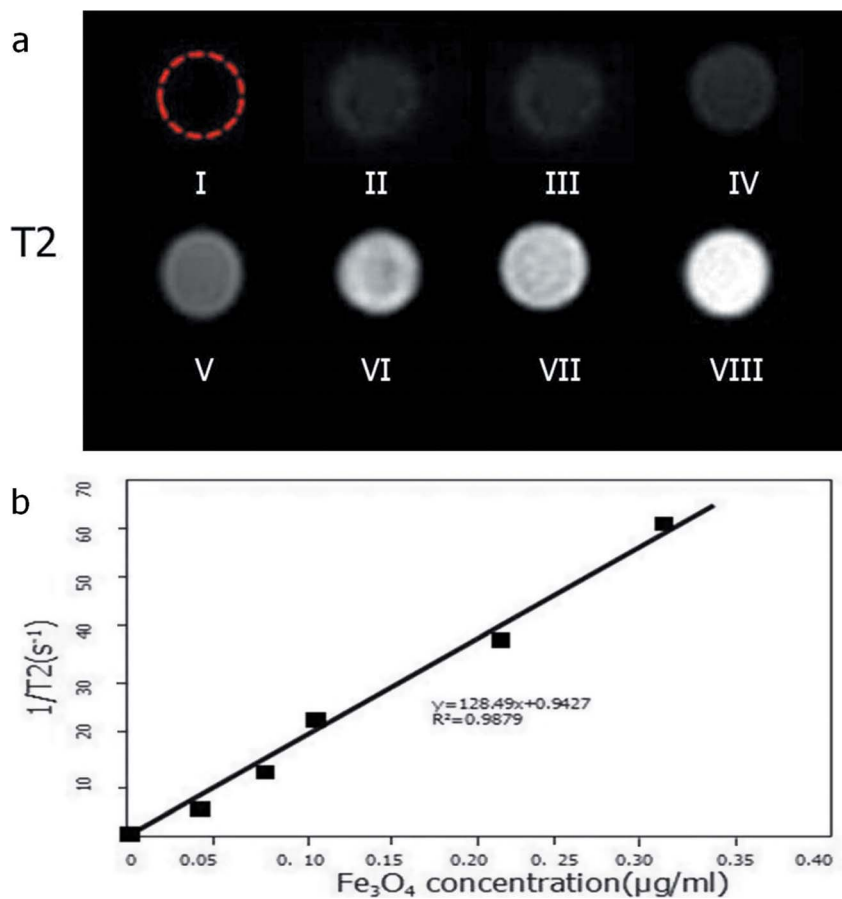 a
I II III IV
T2
V VI VII VIII
b
70
60
50
40
30
20
10
1/T2(s⁻¹)
y=128.49x+0.9427
R²=0.9879
0 0.05 0.10 0.15 0.20 0.25 0.30 0.35 0.40
Fe₃O₄ concentration(μg/ml)